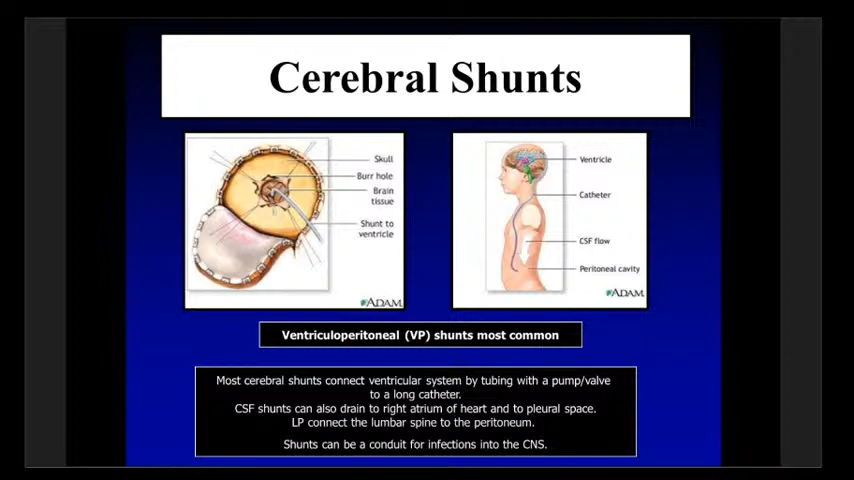 Cerebral Shunts
Skull
Burr hole
Brain
tissue
Shunt to
ventricle
ADAM.
Ventricle
Catheter
CSF flow
Peritoneal cavity
ADAM.
Ventriculoperitoneal (VP) shunts most common
Most cerebral shunts connect ventricular system by tubing with a pump/valve
to a long catheter.
CSF shunts can also drain to right atrium of heart and to pleural space.
LP connect the lumbar spine to the peritoneum.
Shunts can be a conduit for infections into the CNS.